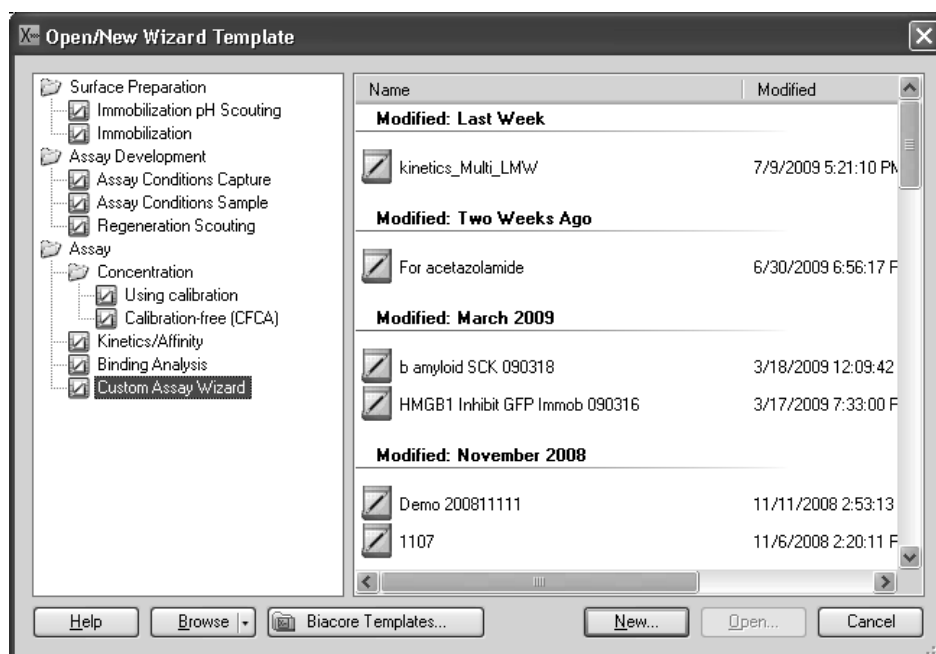 Open/New Wizard Template
Surface Preparation
Immobilization pH Scouting
Immobilization
Assay Development
Assay Conditions Capture
Assay Conditions Sample
Regeneration Scouting
Assay
Concentration
Using calibration
Calibration-free (CFCA)
Kinetics/Affinity
Binding Analysis
Custom Assay Wizard
Name Modified
Modified: Last Week
kinetics_Multi_LMW 7/9/2009 5:21:10 PM
Modified: Two Weeks Ago
For acetazolamide 6/30/2009 6:56:17 F
Modified: March 2009
b amyloid SCK 090318 3/18/2009 12:09:42
HMGB1 Inhibit GFP Immob 090316 3/17/2009 7:33:00 F
Modified: November 2008
Demo 200811111 11/11/2008 2:53:13
1107 11/6/2008 2:20:11 F
Help Browse Biacore Templates... New... Open... Cancel